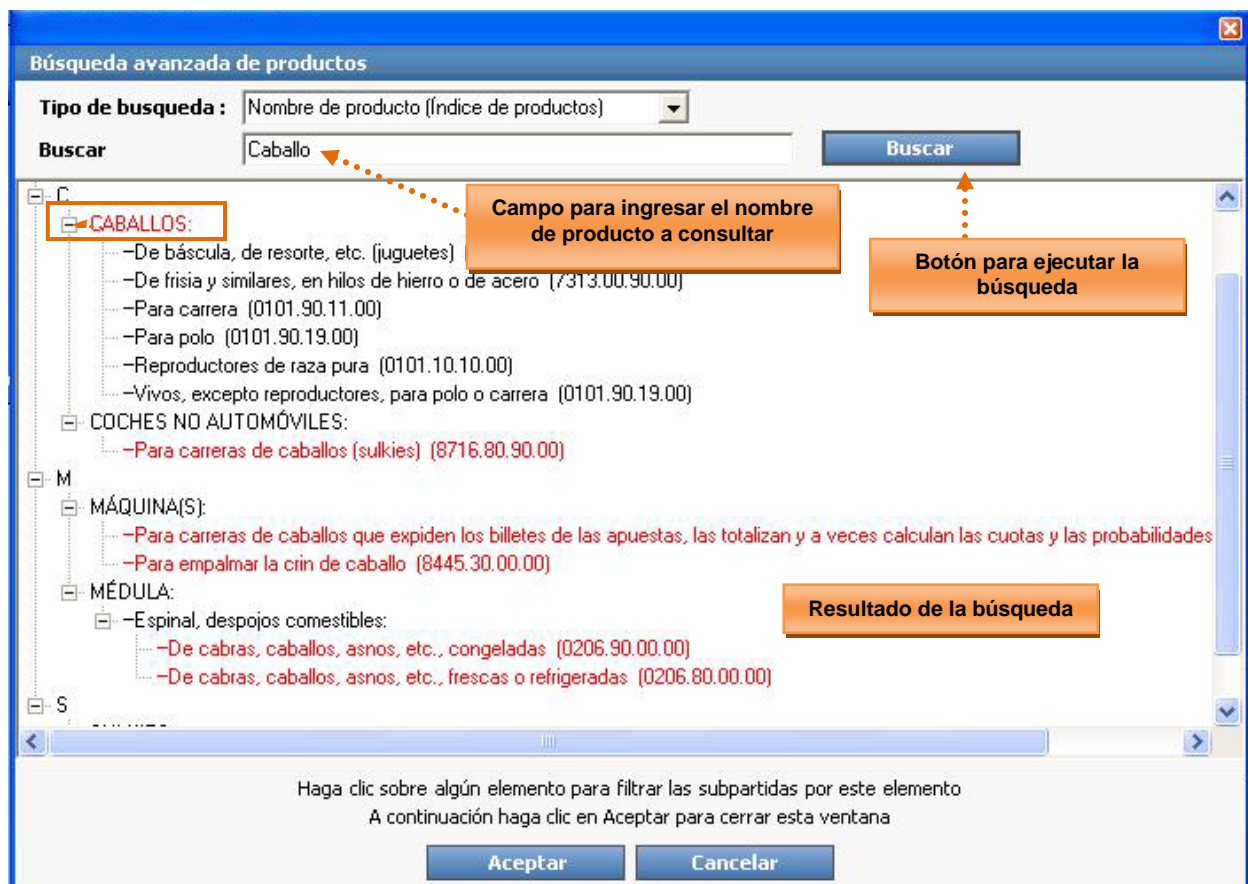 Búsqueda avanzada de productos
Tipo de busqueda : Nombre de producto (Índice de productos)
Buscar Caballo Buscar
C
CABALLOS:
Campo para ingresar el nombre
de producto a consultar
Botón para ejecutar la
búsqueda
−De báscula, de resorte, etc. (juguetes)
−De frisia y similares, en hilos de hierro o de acero (7313.00.90.00)
−Para carrera (0101.90.11.00)
−Para polo (0101.90.19.00)
−Reproductores de raza pura (0101.10.10.00)
−Vivos, excepto reproductores, para polo o carrera (0101.90.19.00)
COCHES NO AUTOMÓVILES:
−Para carreras de caballos (sulkies) (8716.80.90.00)
M
MÁQUINA(S):
−Para carreras de caballos que expiden los billetes de las apuestas, las totalizan y a veces calculan las cuotas y las probabilidades
−Para empalmar la crin de caballo (8445.30.00.00)
MÉDULA:
−Espinal, despojos comestibles:
Resultado de la búsqueda
−De cabras, caballos, asnos, etc., congeladas (0206.90.00.00)
−De cabras, caballos, asnos, etc., frescas o refrigeradas (0206.80.00.00)
S
Haga clic sobre algún elemento para filtrar las subpartidas por este elemento
A continuación haga clic en Aceptar para cerrar esta ventana
Aceptar Cancelar